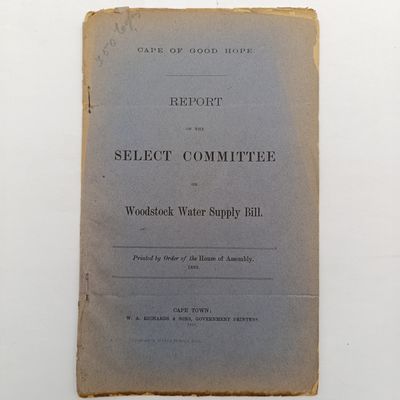 CAPE OF GOOD HOPE.
REPORT
OF THE
SELECT COMMITTEE
ON
Woodstock Water Supply Bill.
Printed by Order of the House of Assembly.
CAPE TOWN:
W. A. RICHARDS & SONS, GOVERNMENT PRINTERS.